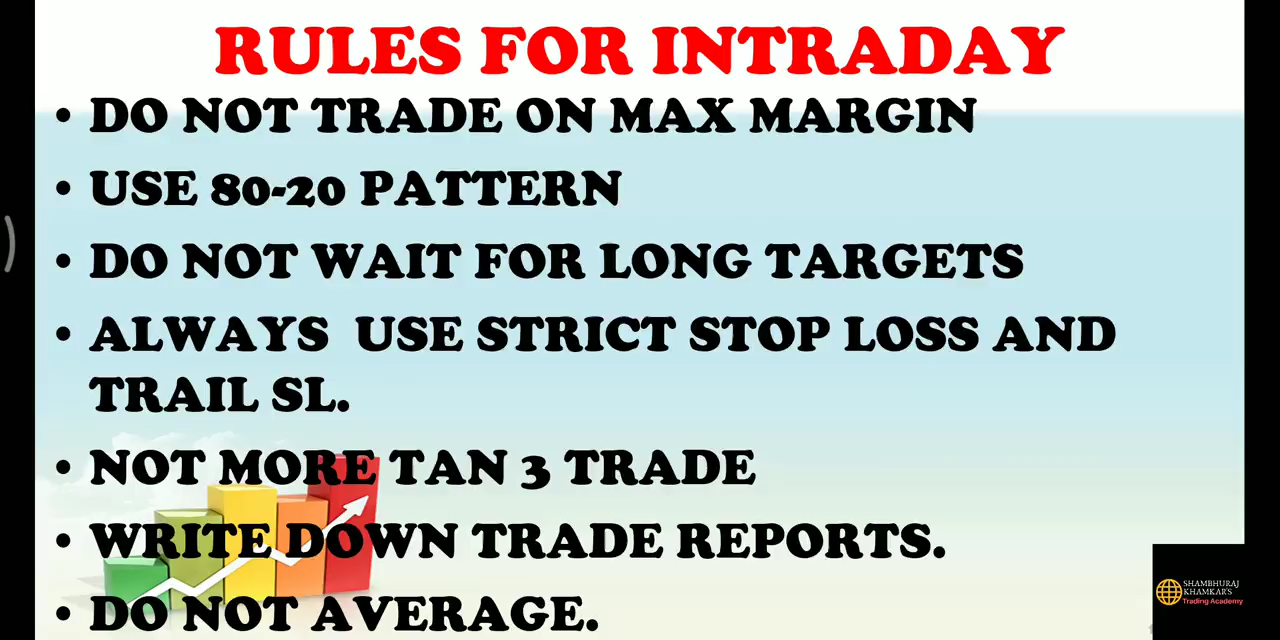 RULES FOR INTRADAY
• DO NOT TRADE ON MAX MARGIN
• USE 80-20 PATTERN
• DO NOT WAIT FOR LONG TARGETS
• ALWAYS  USE STRICT STOP LOSS AND
TRAIL SL.
• NOT MORE TAN 3 TRADE
• WRITE DOWN TRADE REPORTS.
• DO NOT AVERAGE.
SHAMBHURAJ
KHAMKAR'S
Trading Academy